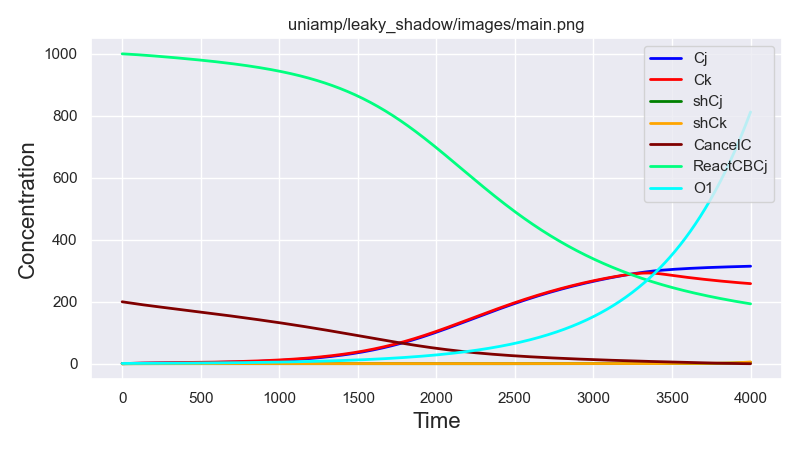 uniamp/leaky_shadow/images/main.png
1000
800
600
400
200
0
Concentration
Cj
Ck
shCj
shCk
CancelC
ReactCBCj
O1
0 500 1000 1500 2000 2500 3000 3500 4000
Time